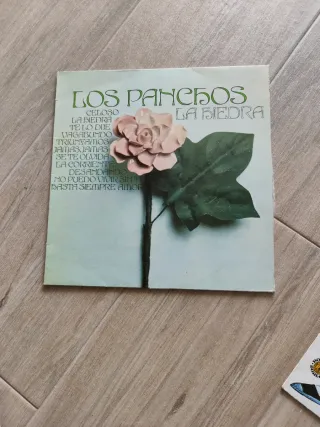 LOS PANCHOS
LA HIEDRA
CELOSO
LA HIEDRA
TE LO DIJE
VAGABUNDO
TRIUNFAMOS
JAMAS, JAMAS
SE TE OLVIDA
LA CORRIENTE
DESANDANDO
NO PUEDO VIVIR SIN TI
HASTA SIEMPRE AMOR